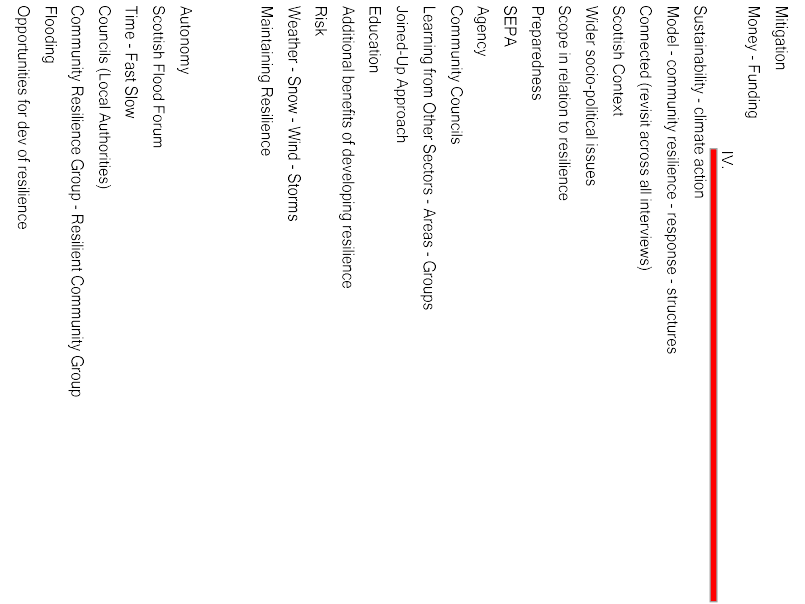 Mitigation
Money - Funding
IV.
Sustainability - climate action
Model - community resilience - response - structures
Connected (revisit across all interviews)
Scottish Context
Wider socio-political issues
Scope in relation to resilience
Preparedness
SEPA
Agency
Community Councils
Learning from Other Sectors - Areas - Groups
Joined-Up Approach
Education
Additional benefits of developing resilience
Risk
Weather - Snow - Wind - Storms
Maintaining Resilience
Autonomy
Scottish Flood Forum
Time - Fast Slow
Councils (Local Authorities)
Community Resilience Group - Resilient Community Group
Flooding
Opportunities for dev of resilience